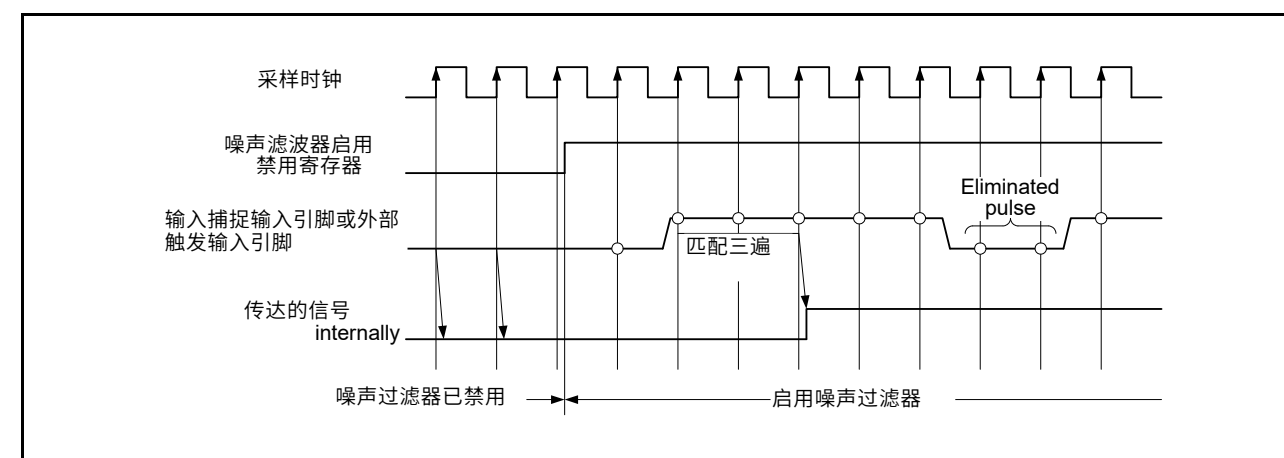 采样时钟
噪声滤波器启用
禁用寄存器
Eliminated
pulse
输入捕捉输入引脚或外部
触发输入引脚
匹配三遍
传达的信号
internally
噪声过滤器已禁用
启用噪声过滤器